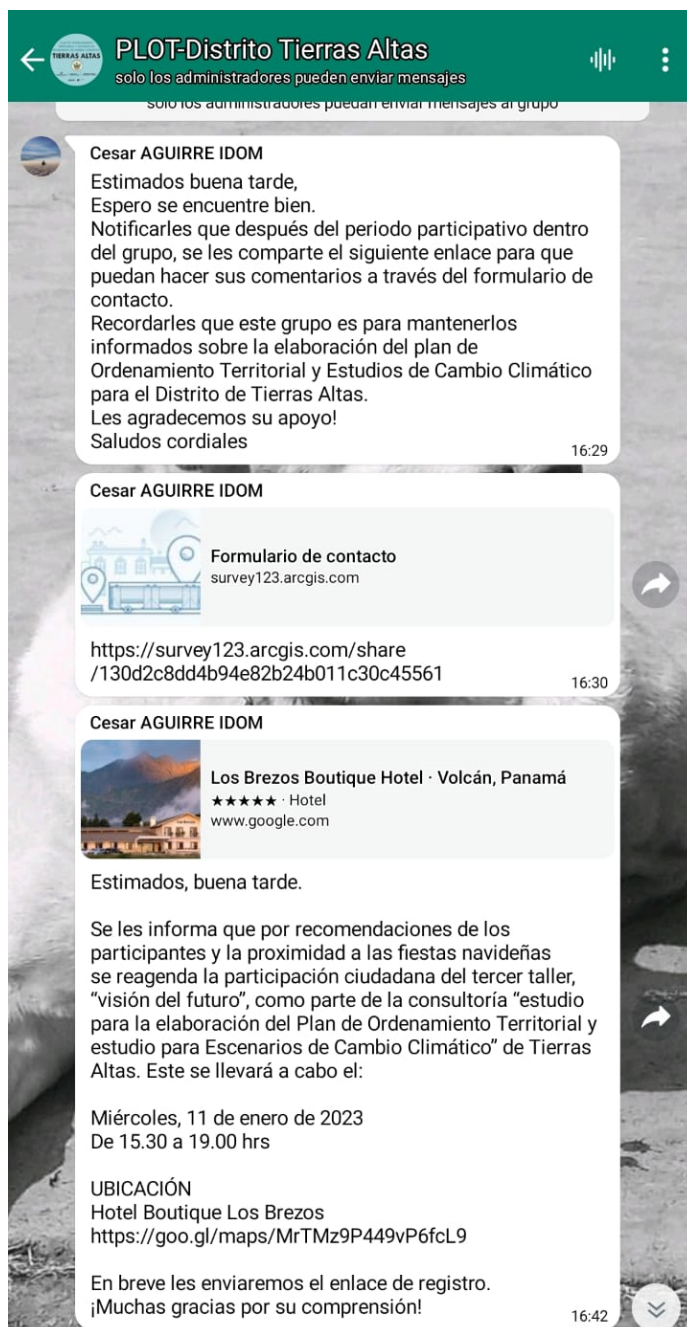 PLOT-Distrito Tierras Altas
solo los administradores pueden enviar mensajes
TIERRAS ALTAS
solo los administradores puedan enviar mensajes al grupo
Cesar AGUIRRE IDOM
Estimados buena tarde,
Espero se encuentre bien.
Notificarles que después del periodo participativo dentro
del grupo, se les comparte el siguiente enlace para que
puedan hacer sus comentarios a través del formulario de
contacto.
Recordarles que este grupo es para mantenerlos
informados sobre la elaboración del plan de
Ordenamiento Territorial y Estudios de Cambio Climático
para el Distrito de Tierras Altas.
Les agradecemos su apoyo!
Saludos cordiales
16:29
Cesar AGUIRRE IDOM
Formulario de contacto
survey123.arcgis.com
https://survey123.arcgis.com/share
/130d2c8dd4b94e82b24b011c30c45561
16:30
Cesar AGUIRRE IDOM
Los Brezos Boutique Hotel · Volcán, Panamá
★★★★★ · Hotel
www.google.com
Estimados, buena tarde.
Se les informa que por recomendaciones de los
participantes y la proximidad a las fiestas navideñas
se reagenda la participación ciudadana del tercer taller,
“visión del futuro”, como parte de la consultoría “estudio
para la elaboración del Plan de Ordenamiento Territorial y
estudio para Escenarios de Cambio Climático” de Tierras
Altas. Este se llevará a cabo el:
Miércoles, 11 de enero de 2023
De 15.30 a 19.00 hrs
UBICACIÓN
Hotel Boutique Los Brezos
https://goo.gl/maps/MrTMz9P449vP6fcL9
En breve les enviaremos el enlace de registro.
¡Muchas gracias por su comprensión!
16:42